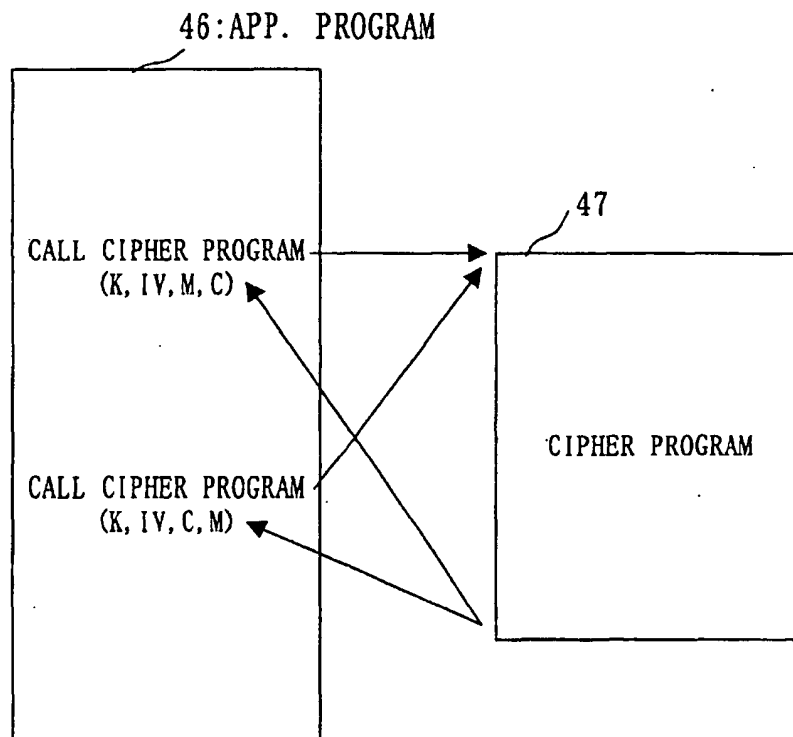 46:APP. PROGRAM
47
CALL CIPHER PROGRAM
(K, IV, M, C)
CIPHER PROGRAM
CALL CIPHER PROGRAM
(K, IV, C, M)